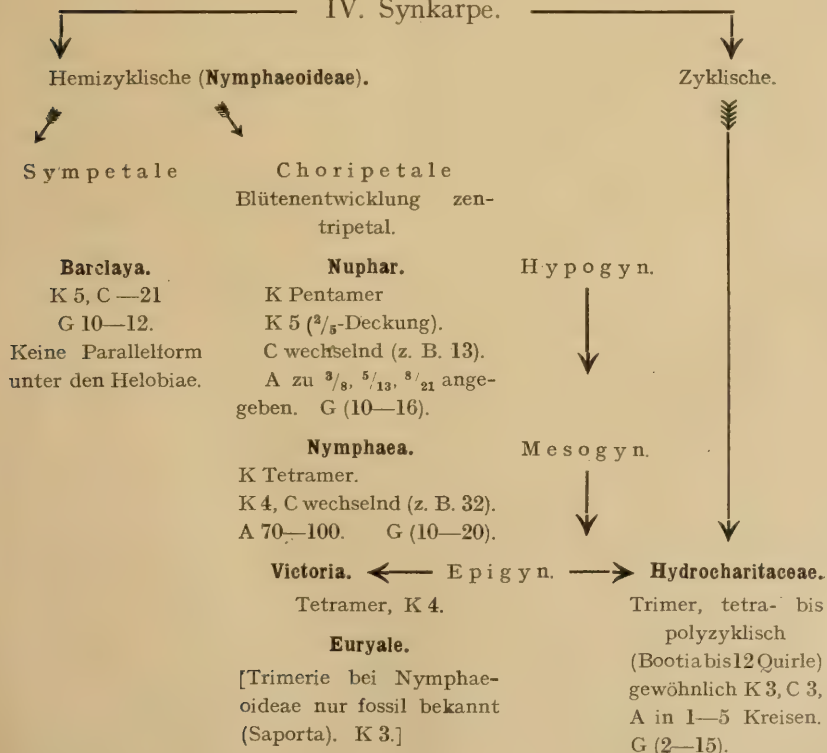 IV. Synkarpe.
Hemizyklische (Nymphaeoideae).
Zyklische.
Sympetale
Choripetale
Blütenentwicklung zen-
tripetal.
Barclaya.
K 5, C —21
G 10—12.
Keine Parallelform
unter den Helobiae.
Nuphar.
K Pentamer
K 5 (²/₅-Deckung).
C wechselnd (z. B. 13).
A zu ³/₈, ⁵/₁₃, ⁸/₂₁ ange-
geben. G (10—16).
Hypogyn.
Nymphaea.
K Tetramer.
K 4, C wechselnd (z. B. 32).
A 70—100. G (10—20).
Mesogyn.
Victoria.
Epigyn.
Hydrocharitaceae.
Tetramer, K 4.
Euryale.
[Trimerie bei Nymphae-
oideae nur fossil bekannt
(Saporta). K 3.]
Trimer, tetra- bis
polyzyklisch
(Bootia bis 12 Quirle)
gewöhnlich K 3, C 3,
A in 1—5 Kreisen.
G (2—15).